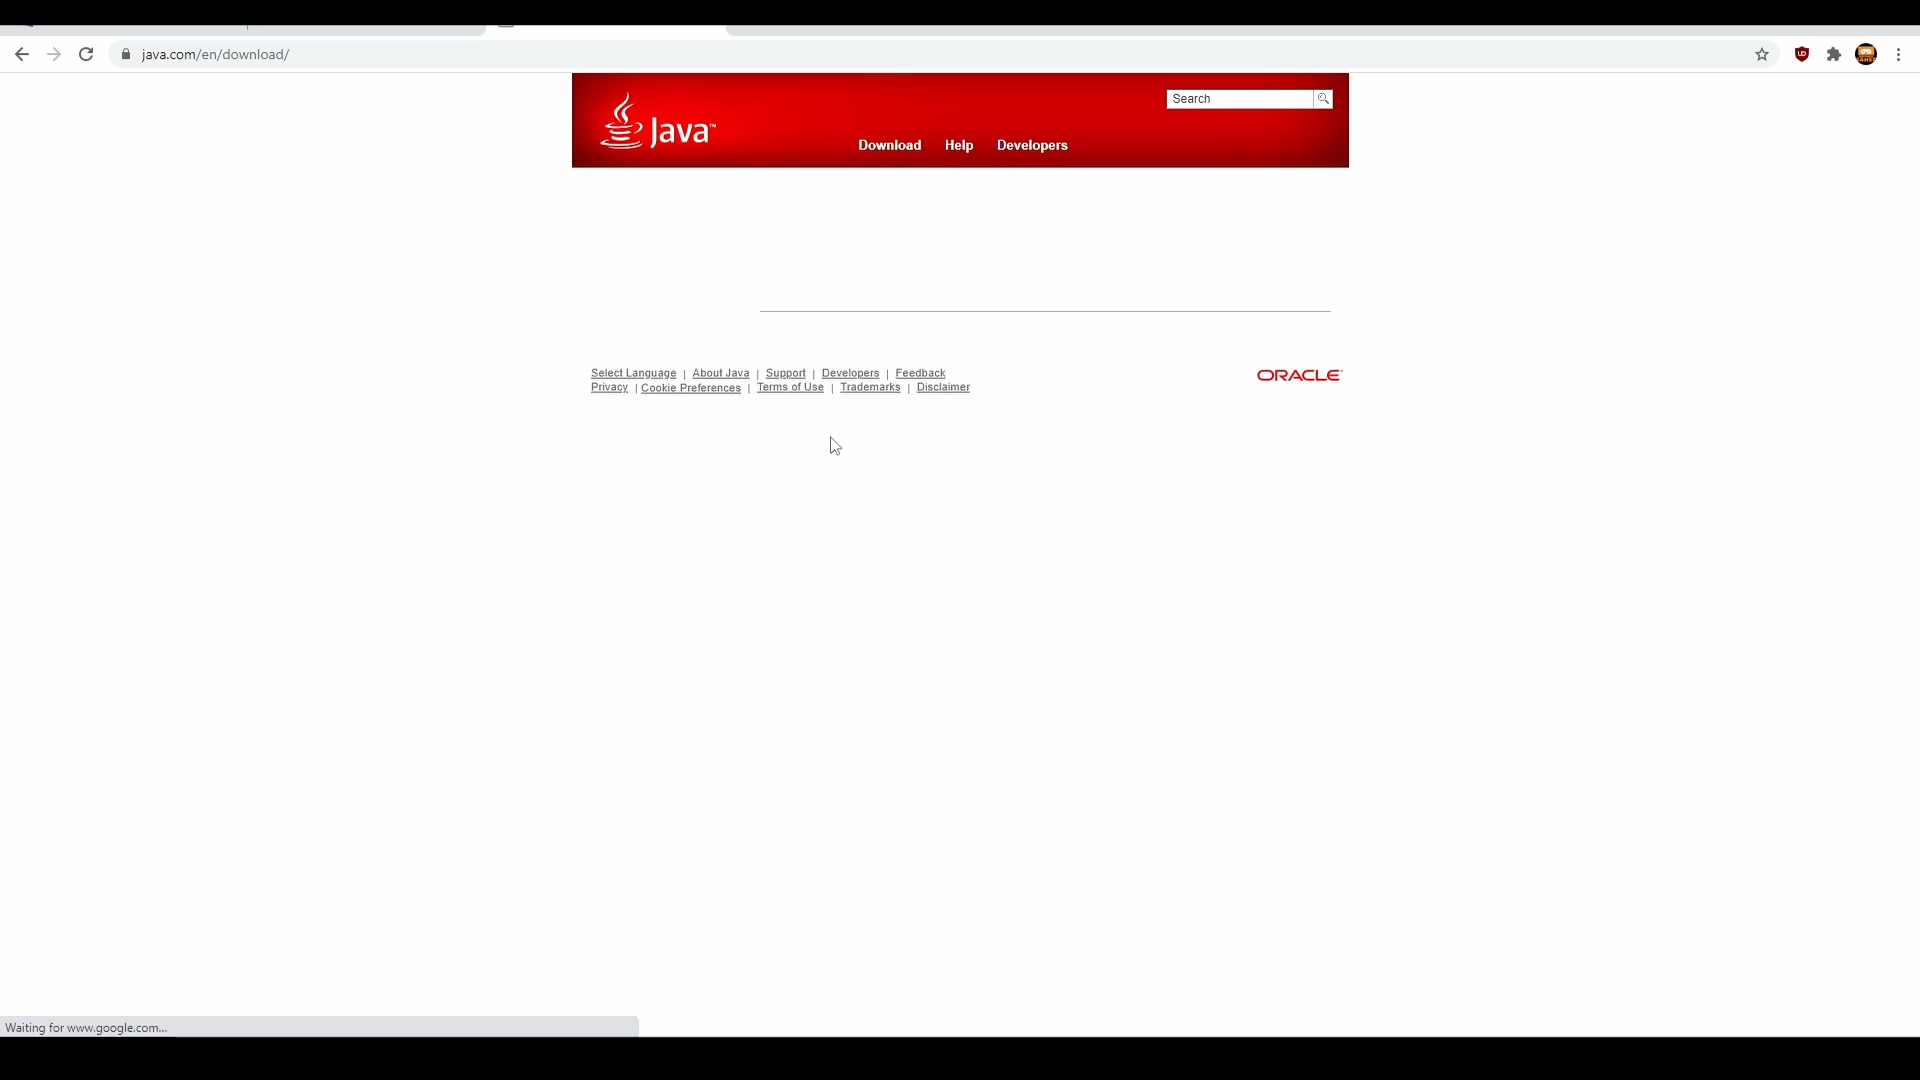 java.com/en/download/
Search
Java™
Download Help Developers
Select Language | About Java | Support | Developers | Feedback
ORACLE
Privacy | Cookie Preferences | Terms of Use | Trademarks | Disclaimer
Waiting for www.google.com...